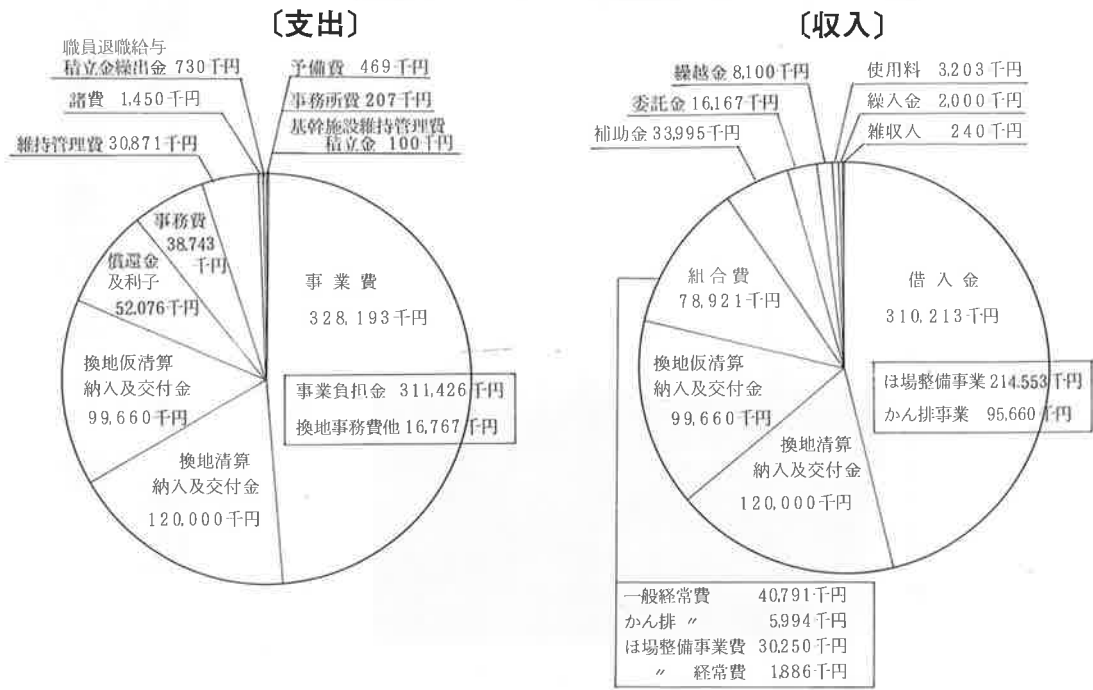 〔支出〕
職員退職給与
積立金繰出金 730千円
諸費 1,450千円
維持管理費30,871千円
予備費 469千円
事務所費207千円
基幹施設維持管理費
積立金 100千円
事務費
38,743
千円
償還金
及利子
52,076千円
換地仮清算
納入及交付金
99,660千円
換地清算
納入及交付金
120,000千円
事業費
328,193千円
事業負担金 311,426千円
換地事務費他16,767千円
〔収入〕
繰越金8,100千円
委託金16,167千円
補助金33,995千円
使用料 3,203千円
繰入金 2,000千円
雑収入 240千円
組合費
78,921千円
換地仮清算
納入及交付金
99,660千円
換地清算
納入及交付金
120,000千円
借入金
310,213千円
ほ場整備事業214,553千円
かん排事業 95,660千円
一般経常費 40,791千円
かん排 〃 5,994千円
ほ場整備事業費 30,250千円
〃 経常費 1,886千円